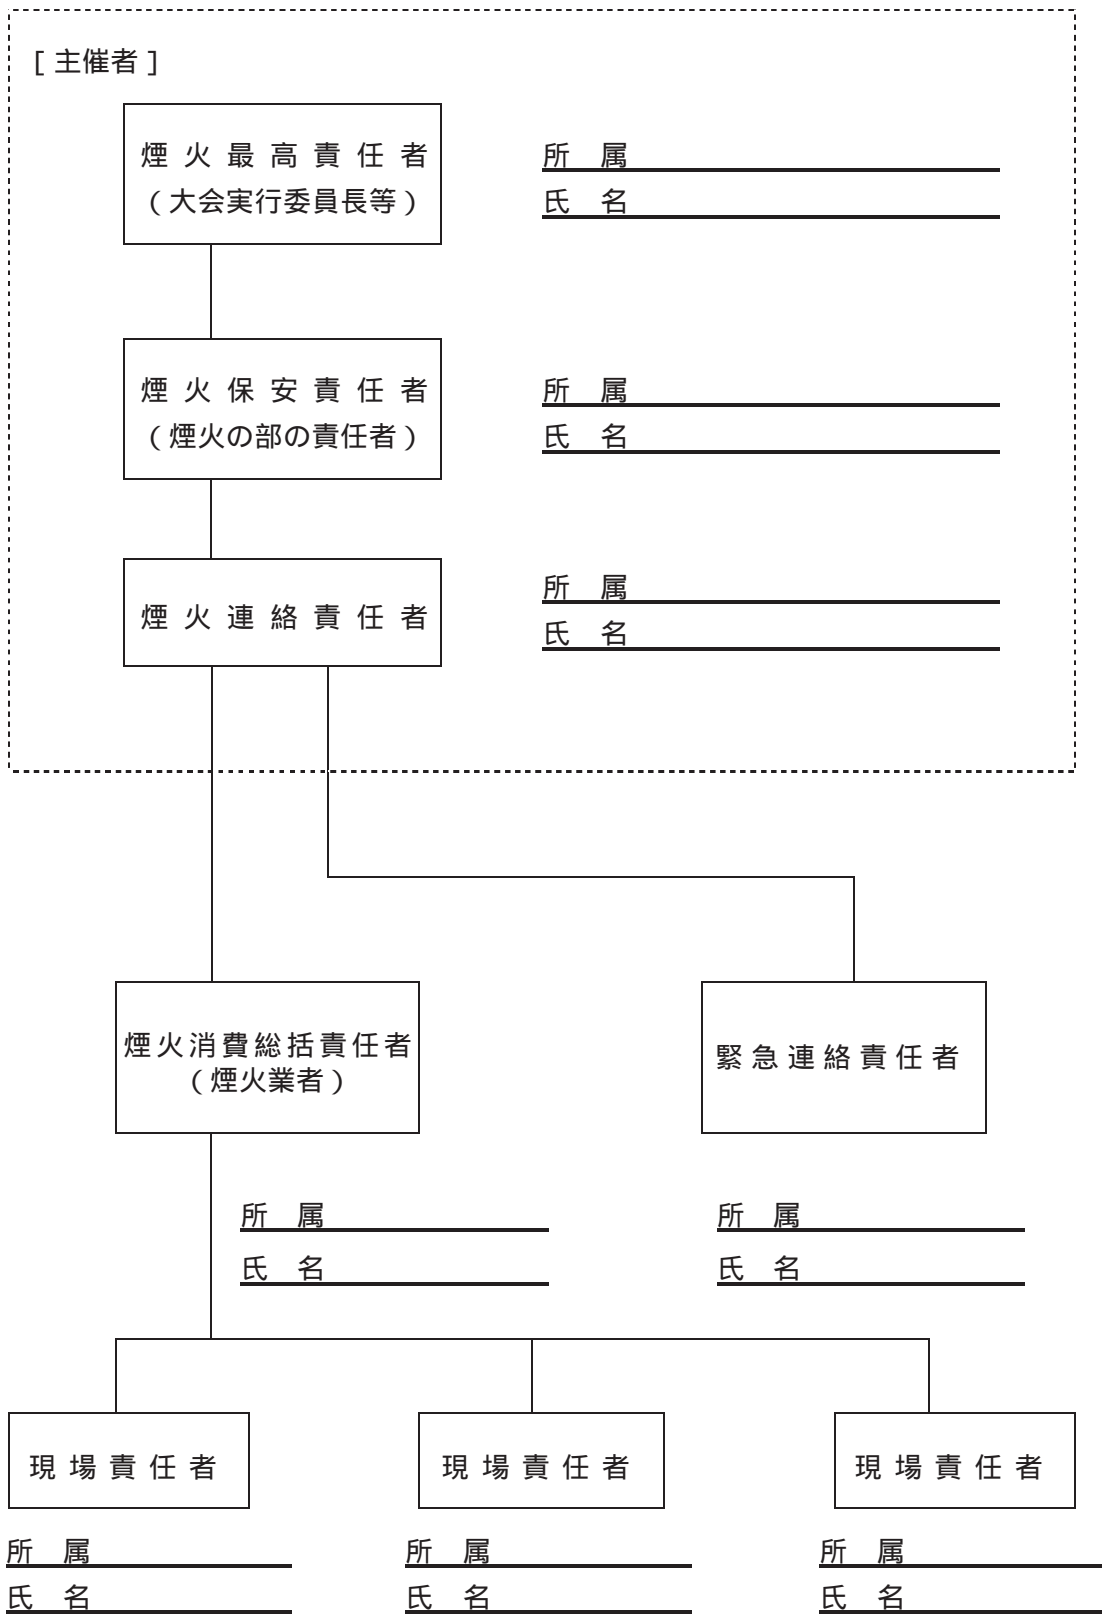 [主催者]
煙火最高責任者
(大会実行委員長等)
所　属
氏　名
煙火保安責任者
(煙火の部の責任者)
所　属
氏　名
煙火連絡責任者
所　属
氏　名
煙火消費総括責任者
(煙火業者)
緊急連絡責任者
所　属
氏　名
所　属
氏　名
現場責任者
現場責任者
現場責任者
所　属
氏　名
所　属
氏　名
所　属
氏　名